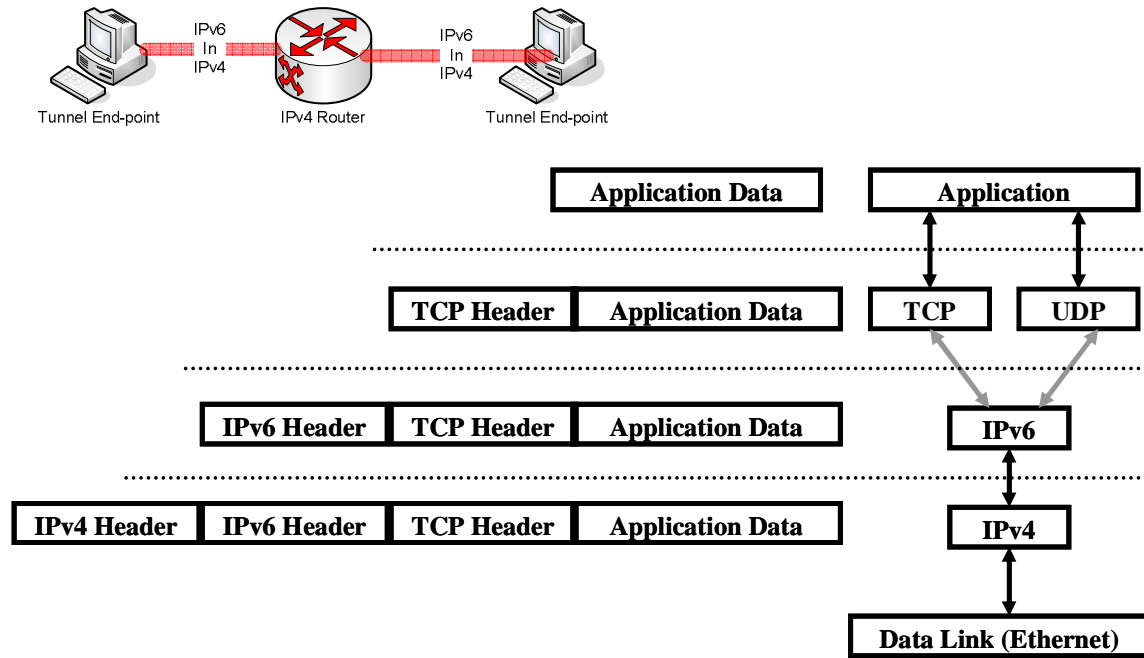 IPv6
In
IPv4
IPv6
In
IPv4
Tunnel End-point
IPv4 Router
Tunnel End-point
Application Data
Application
TCP Header
Application Data
TCP
UDP
IPv6 Header
TCP Header
Application Data
IPv6
IPv4 Header
IPv6 Header
TCP Header
Application Data
IPv4
Data Link (Ethernet)